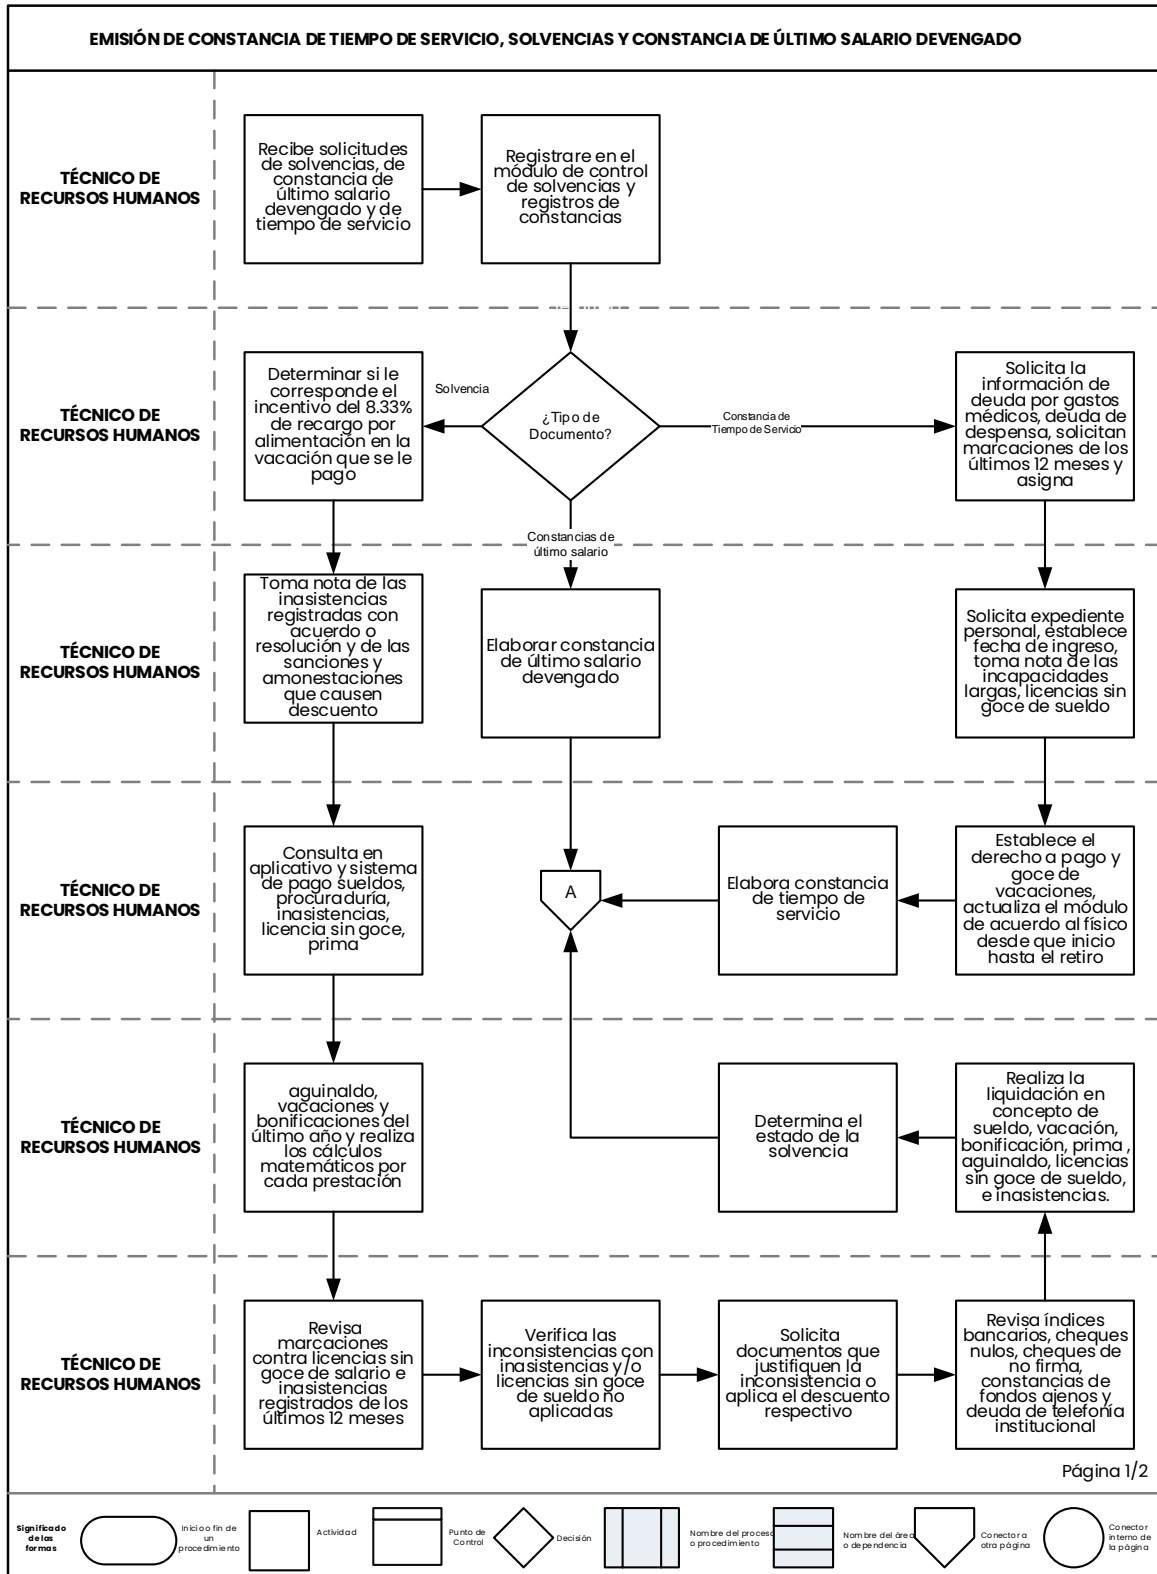 EMISIÓN DE CONSTANCIA DE TIEMPO DE SERVICIO, SOLVENCIAS Y CONSTANCIA DE ÚLTIMO SALARIO DEVENGADO
TÉCNICO DE
RECURSOS HUMANOS
Recibe solicitudes
de solvencias, de
constancia de
último salario
devengado y de
tiempo de servicio
Registrare en el
módulo de control
de solvencias y
registros de
constancias
TÉCNICO DE
RECURSOS HUMANOS
Determinar si le
corresponde el
incentivo del 8.33%
de recargo por
alimentación en la
vacación que se le
pago
Solvencia
¿Tipo de
Documento?
Constancia de
Tiempo de Servicio
Solicita la
información de
deuda por gastos
médicos, deuda de
despensa, solicitan
marcaciones de los
últimos 12 meses y
asigna
Constancias de
último salario
TÉCNICO DE
RECURSOS HUMANOS
Toma nota de las
inasistencias
registradas con
acuerdo o
resolución y de las
sanciones y
amonestaciones
que causen
descuento
Elaborar constancia
de último salario
devengado
Solicita expediente
personal, establece
fecha de ingreso,
toma nota de las
incapacidades
largas, licencias sin
goce de sueldo
TÉCNICO DE
RECURSOS HUMANOS
Consulta en
aplicativo y sistema
de pago sueldos,
procuraduría,
inasistencias,
licencia sin goce,
prima
A
Elabora constancia
de tiempo de
servicio
Establece el
derecho a pago y
goce de
vacaciones,
actualiza el módulo
de acuerdo al físico
desde que inicio
hasta el retiro
TÉCNICO DE
RECURSOS HUMANOS
aguinaldo,
vacaciones y
bonificaciones del
último año y realiza
los cálculos
matemáticos por
cada prestación
Determina el
estado de la
solvencia
Realiza la
liquidación en
concepto de
sueldo, vacación,
bonificación, prima ,
aguinaldo, licencias
sin goce de sueldo,
e inasistencias.
TÉCNICO DE
RECURSOS HUMANOS
Revisa
marcaciones
contra licencias sin
goce de salario e
inasistencias
registrados de los
últimos 12 meses
Verifica las
inconsistencias con
inasistencias y/o
licencias sin goce
de sueldo no
aplicadas
Solicita
documentos que
justifiquen la
inconsistencia o
aplica el descuento
respectivo
Revisa índices
bancarios, cheques
nulos, cheques de
no firma,
constancias de
fondos ajenos y
deuda de telefonía
institucional
Página 1/2
Significado
de las
formas
Inicio o fin de
un
procedimiento
Actividad
Punto de
Control
Decisión
Nombre del proceso
o procedimiento
Nombre del área
o dependencia
Conector a
otra página
Conector
interno de
la página